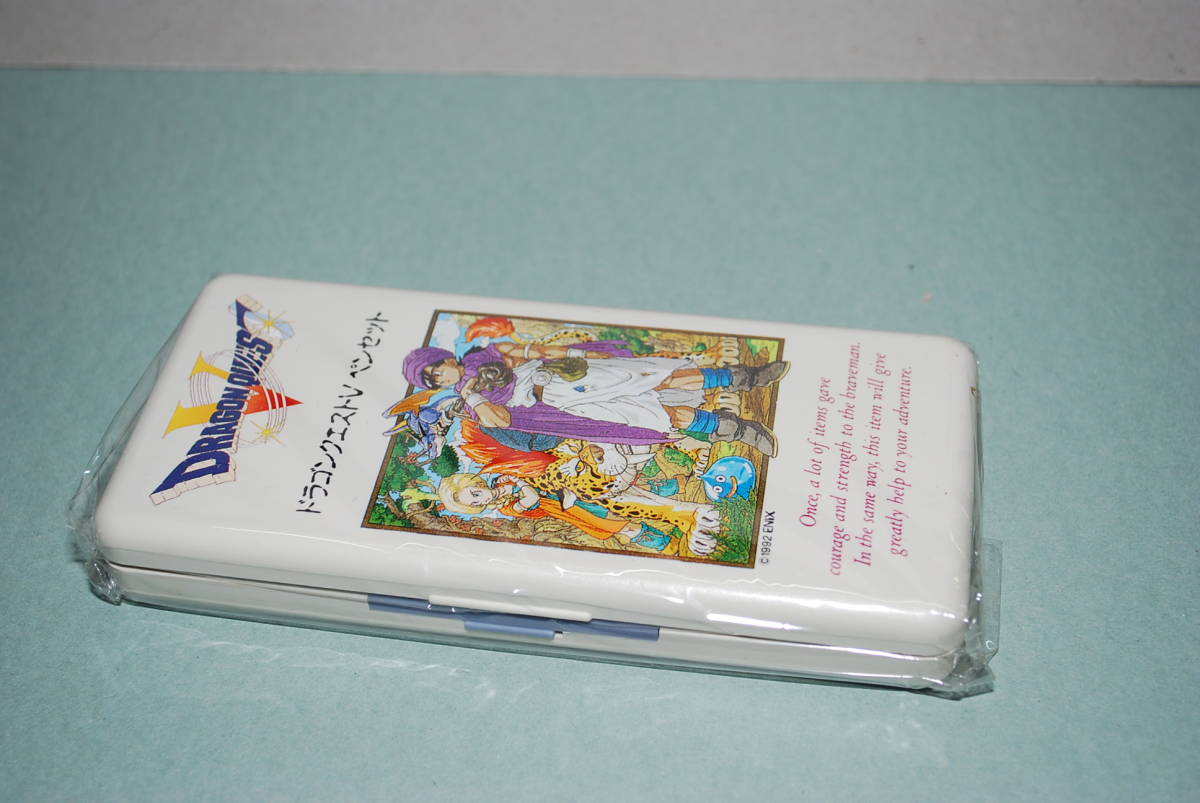 DRAGON QUEST
V
ドラゴンクエストV ペンセット
©1992 ENIX
Once, a lot of items gave
courage and strength to the braveman.
In the same way, this item will give
greatly help to your adventure.